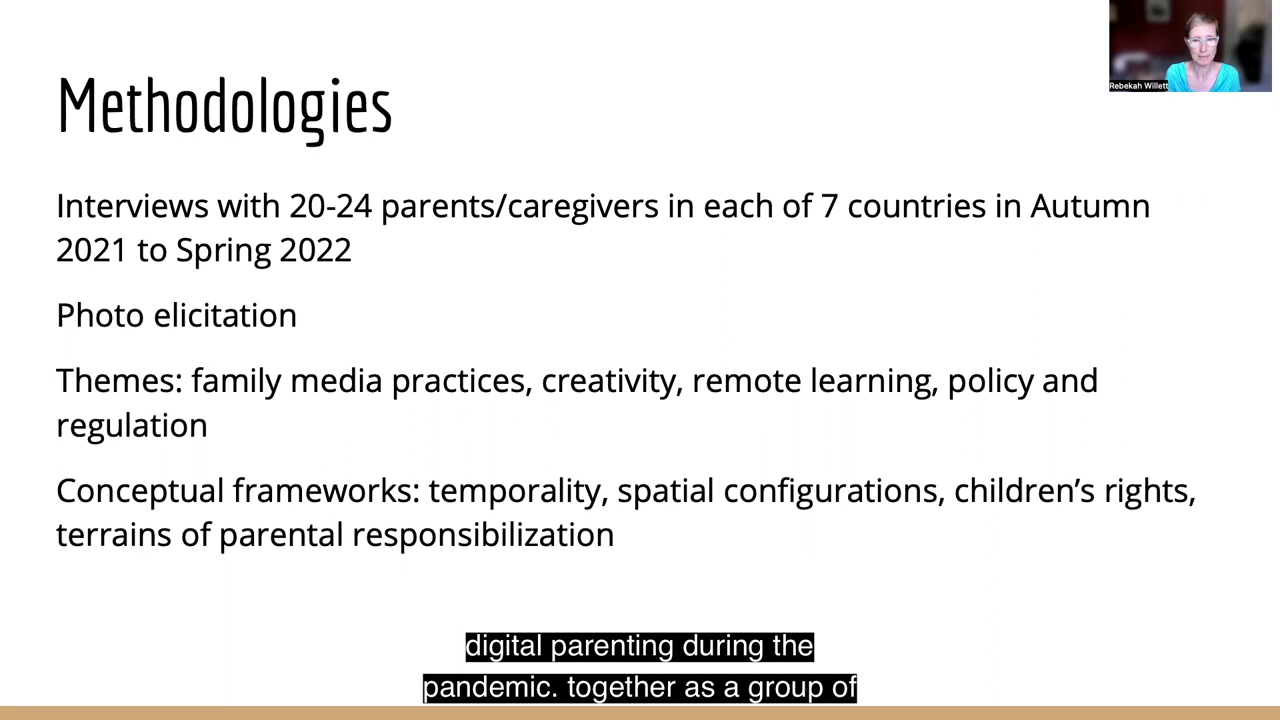 Rebekah Willett
Methodologies
Interviews with 20-24 parents/caregivers in each of 7 countries in Autumn
2021 to Spring 2022
Photo elicitation
Themes: family media practices, creativity, remote learning, policy and
regulation
Conceptual frameworks: temporality, spatial configurations, children’s rights,
terrains of parental responsibilization
digital parenting during the
pandemic. together as a group of